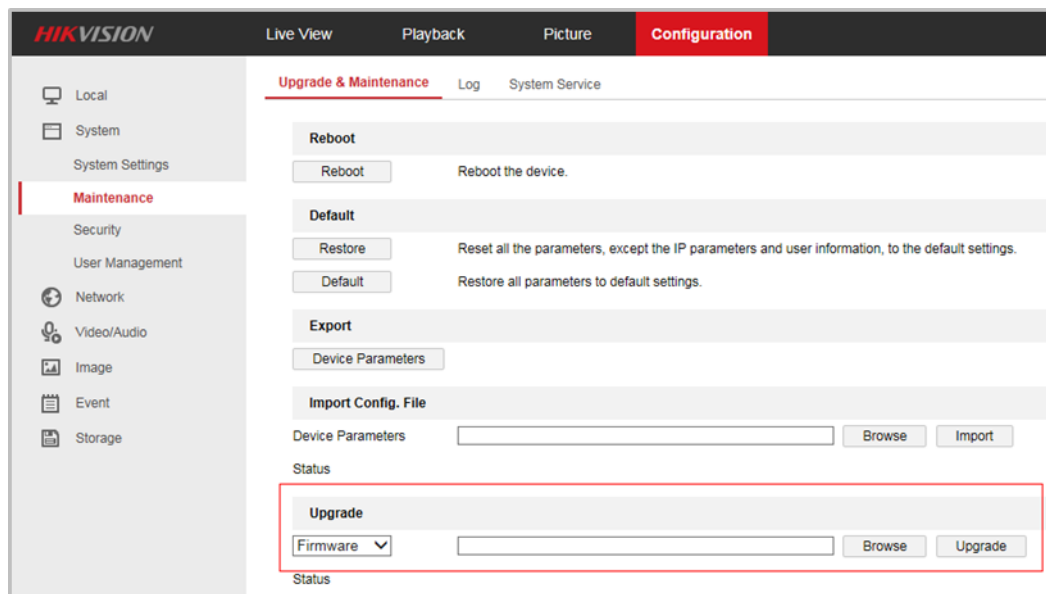 HIKVISION Live View Playback Picture Configuration
Upgrade & Maintenance Log System Service
Local
System
System Settings
Maintenance
Security
User Management
Network
Video/Audio
Image
Event
Storage
Reboot
Reboot Reboot the device.
Default
Restore Reset all the parameters, except the IP parameters and user information, to the default settings.
Default Restore all parameters to default settings.
Export
Device Parameters
Import Config. File
Device Parameters Browse Import
Status
Upgrade
Firmware Browse Upgrade
Status